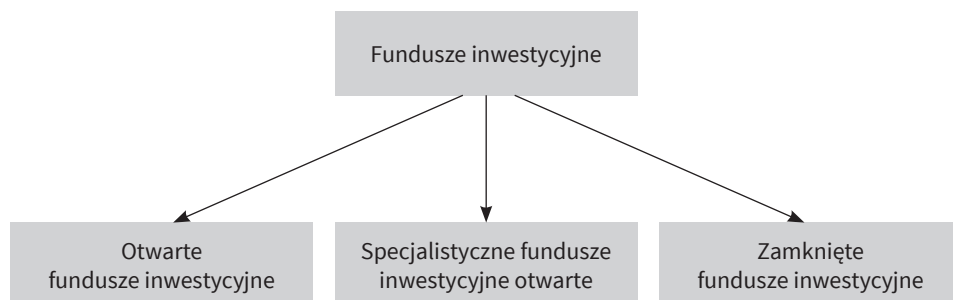 Fundusze inwestycyjne
Otwarte
fundusze inwestycyjne
Specjalistyczne fundusze
inwestycyjne otwarte
Zamknięte
fundusze inwestycyjne